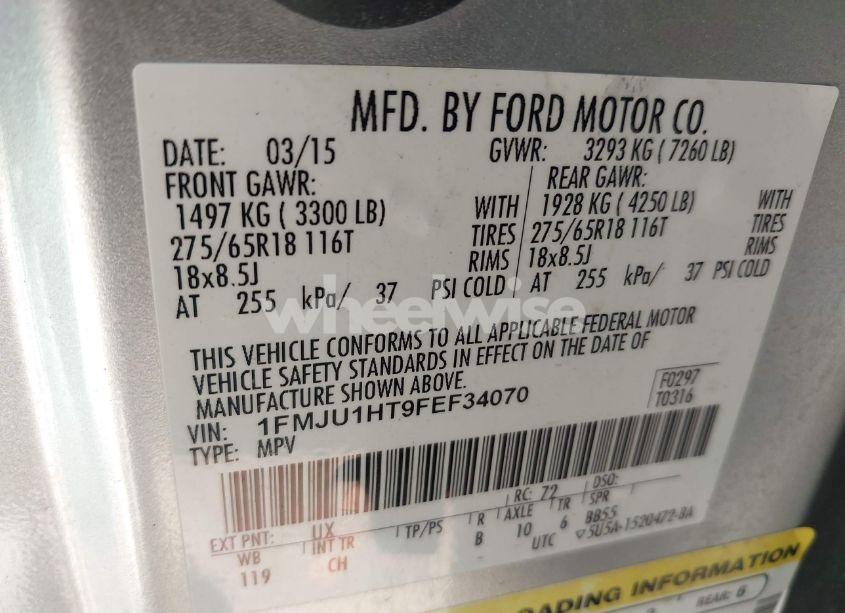 MFD. BY FORD MOTOR CO.
DATE: 03/15 GVWR: 3293 KG ( 7260 LB)
FRONT GAWR: REAR GAWR:
1497 KG ( 3300 LB) WITH 1928 KG ( 4250 LB) WITH
275/65R18 116T TIRES 275/65R18 116T TIRES
18x8.5J RIMS 18x8.5J RIMS
AT 255 kPa/ 37 PSI COLD AT 255 kPa/ 37 PSI COLD
wheelwise
THIS VEHICLE CONFORMS TO ALL APPLICABLE FEDERAL MOTOR
VEHICLE SAFETY STANDARDS IN EFFECT ON THE DATE OF
MANUFACTURE SHOWN ABOVE.
F0297
T0316
VIN: 1FMJU1HT9FEF34070
TYPE: MPV
EXT PNT: UX RC: 72 DSO:
WB INT TR TP/PS R AXLE TR SPR
119 CH B 10 6 BB55
UTC ▽5U5A-1520472-BA
OADING INFORMATION
REAR: 6